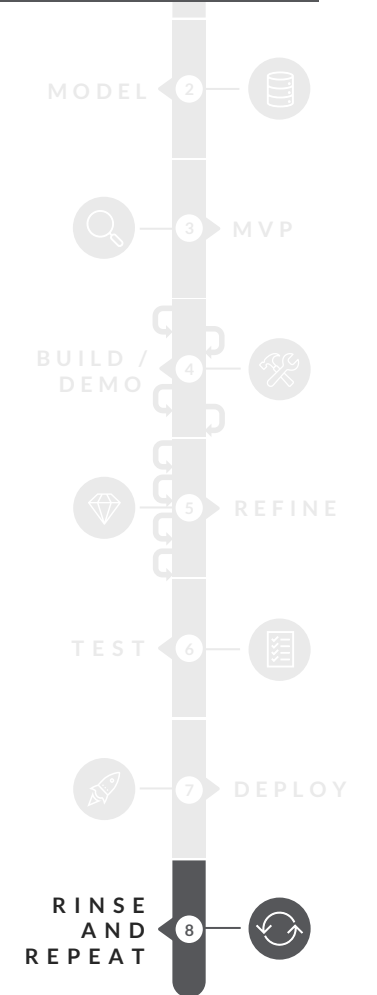 MODEL 2
3 MVP
BUILD /
DEMO
4
5 REFINE
TEST 6
7 DEPLOY
RINSE
AND
REPEAT
8